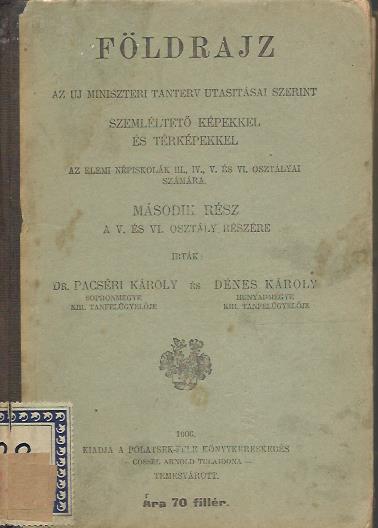 FÖLDRAJZ
AZ UJ MINISZTERI TANTERV UTASITÁSAI SZERINT
SZEMLÉLTETŐ KÉPEKKEL
ÉS TÉRKÉPEKKEL
AZ ELEMI NÉPISKOLÁK III., IV., V. ÉS VI. OSZTÁLYAI
SZÁMÁRA.
MÁSODIK RÉSZ
A V. ÉS VI. OSZTÁLY RÉSZÉRE
IRTÁK:
DR. PACSÉRI KÁROLY ÉS DÉNES KÁROLY
SOPRONMEGYE HUNYADMEGYE
KIR. TANFELÜGYELŐJE KIR. TANFELÜGYELŐJE
1906.
KIADJA A POLATSEK-FÉLE KÖNYVKERESKEDÉS
— COSSEL ARNOLD TULAJDONA —
TEMESVÁROTT.
Ára 70 fillér.